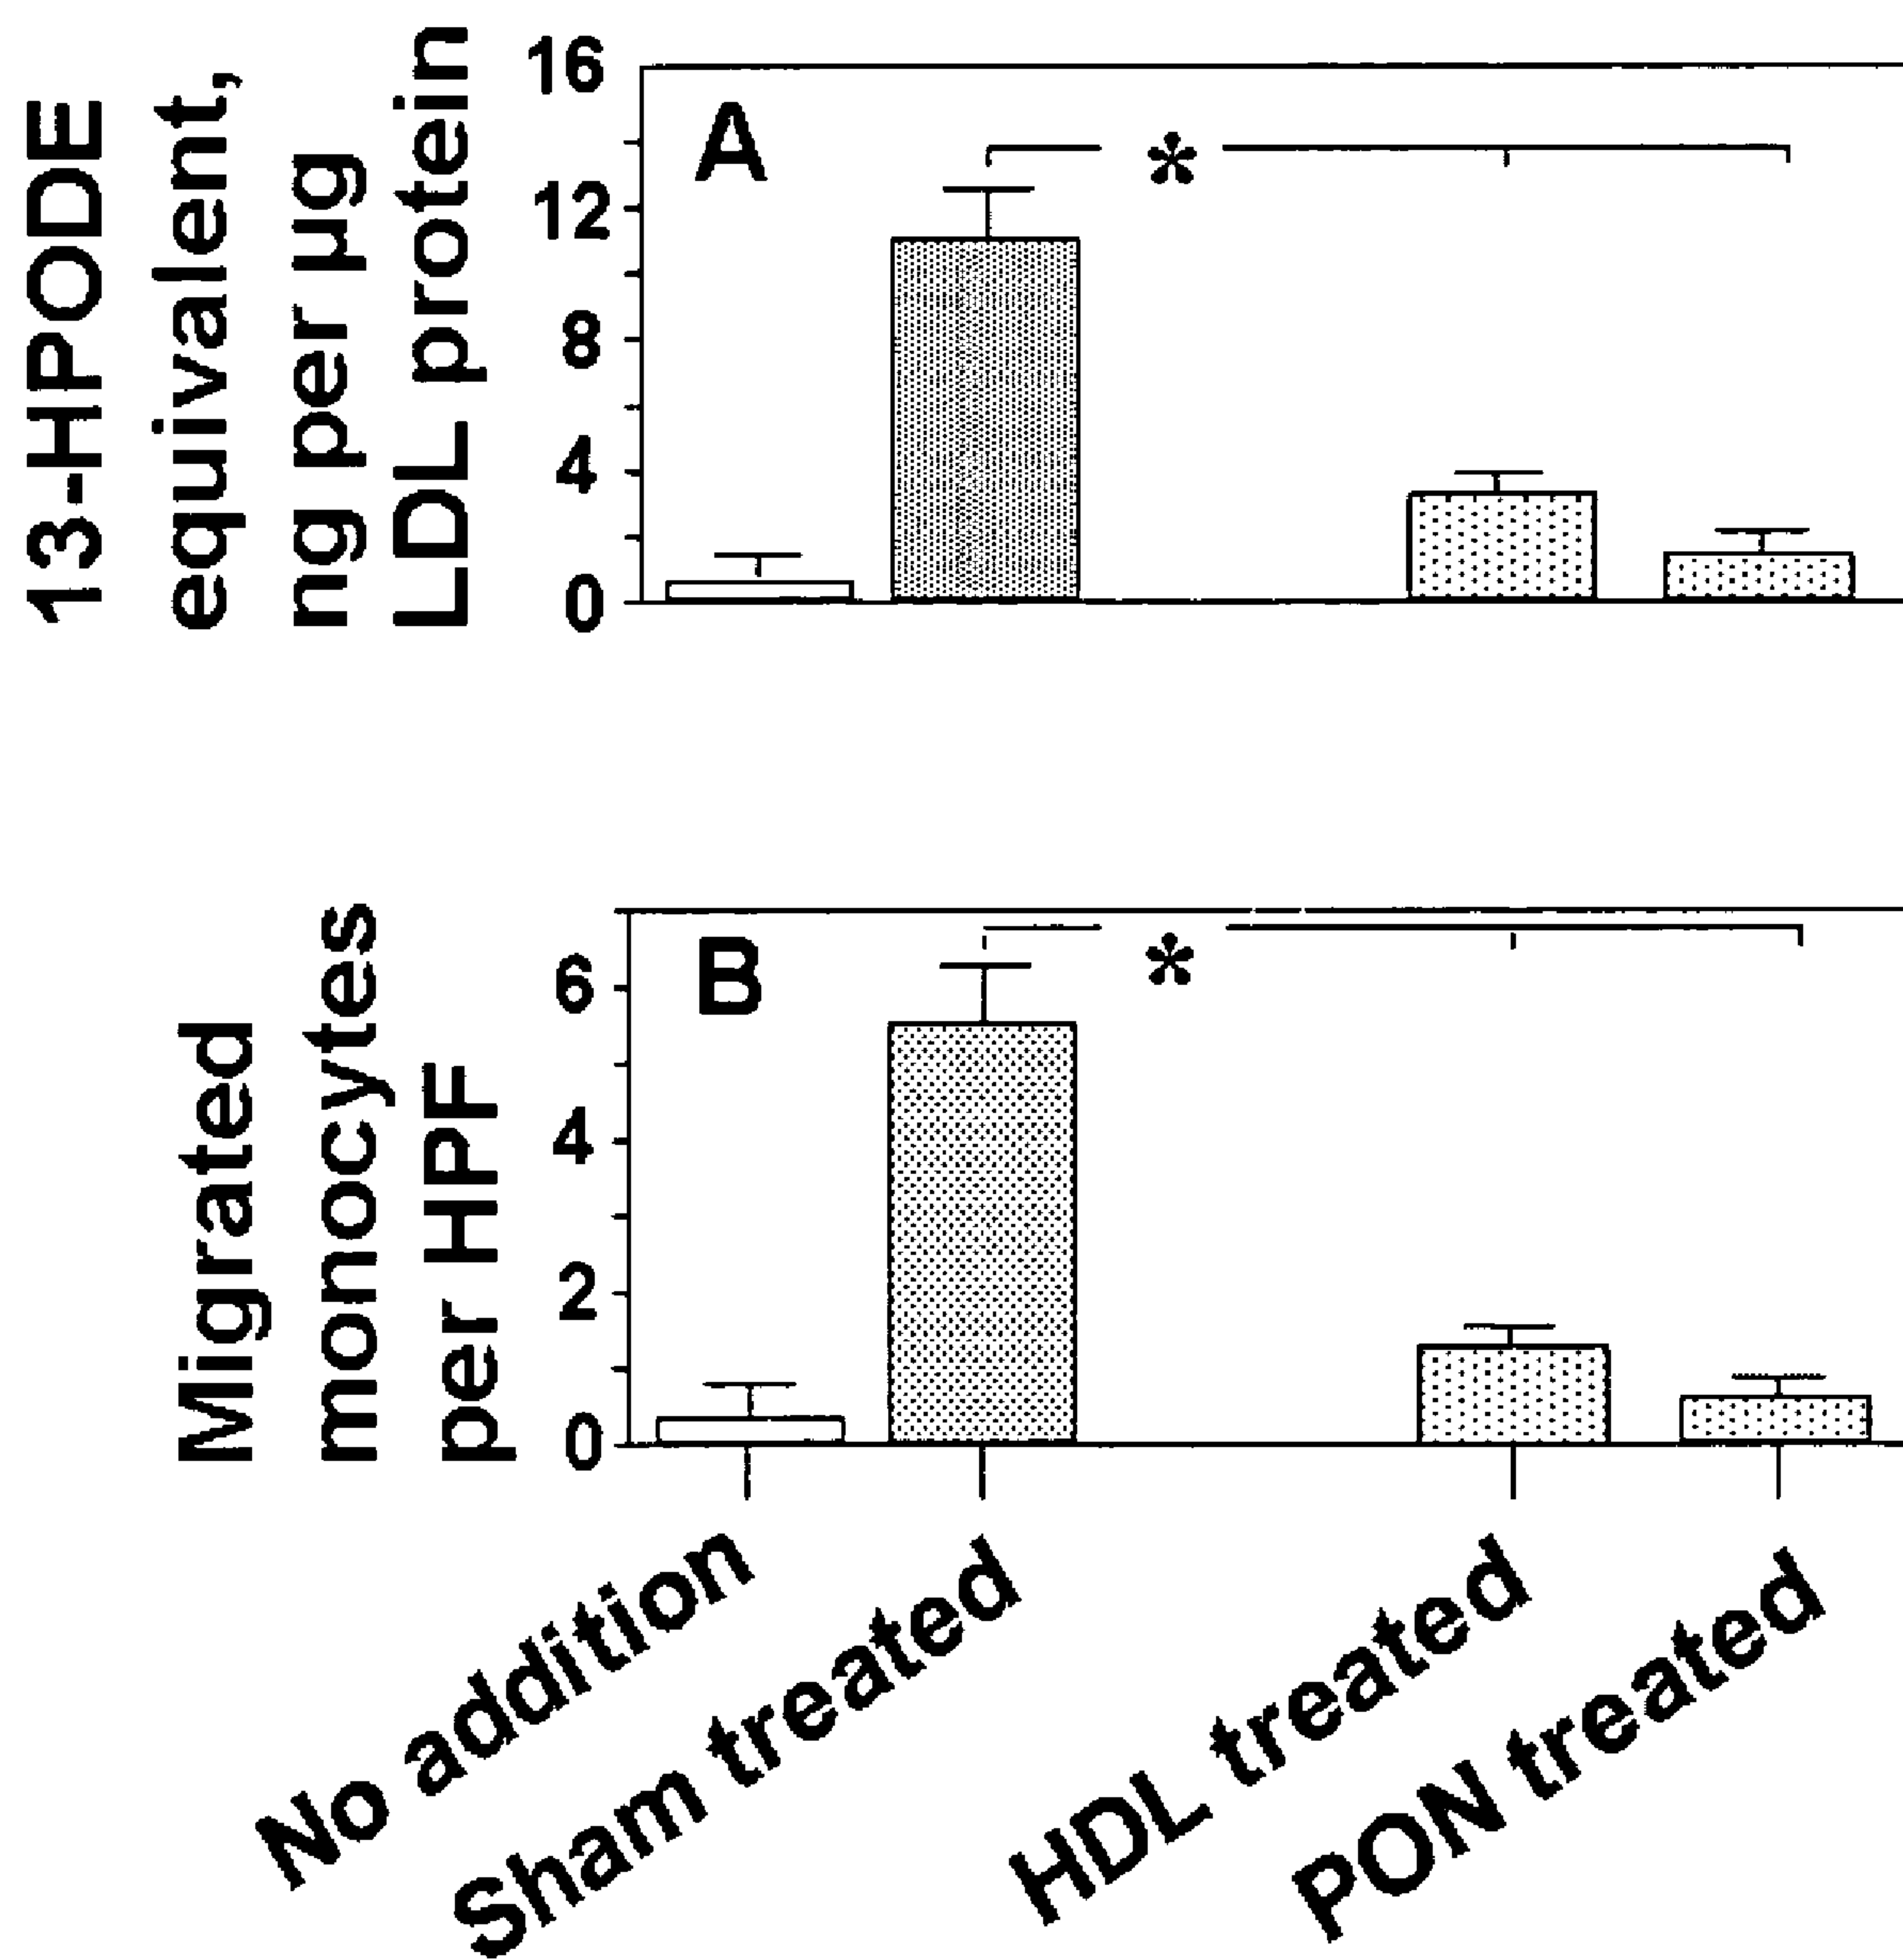 13-HPODE
equivalent,
ng per µg
LDL protein
16
12
8
4
0
A
*
Migrated
monocytes
per HPF
6
4
2
0
B
*
No addition
Sham treated
HDL treated
PON treated